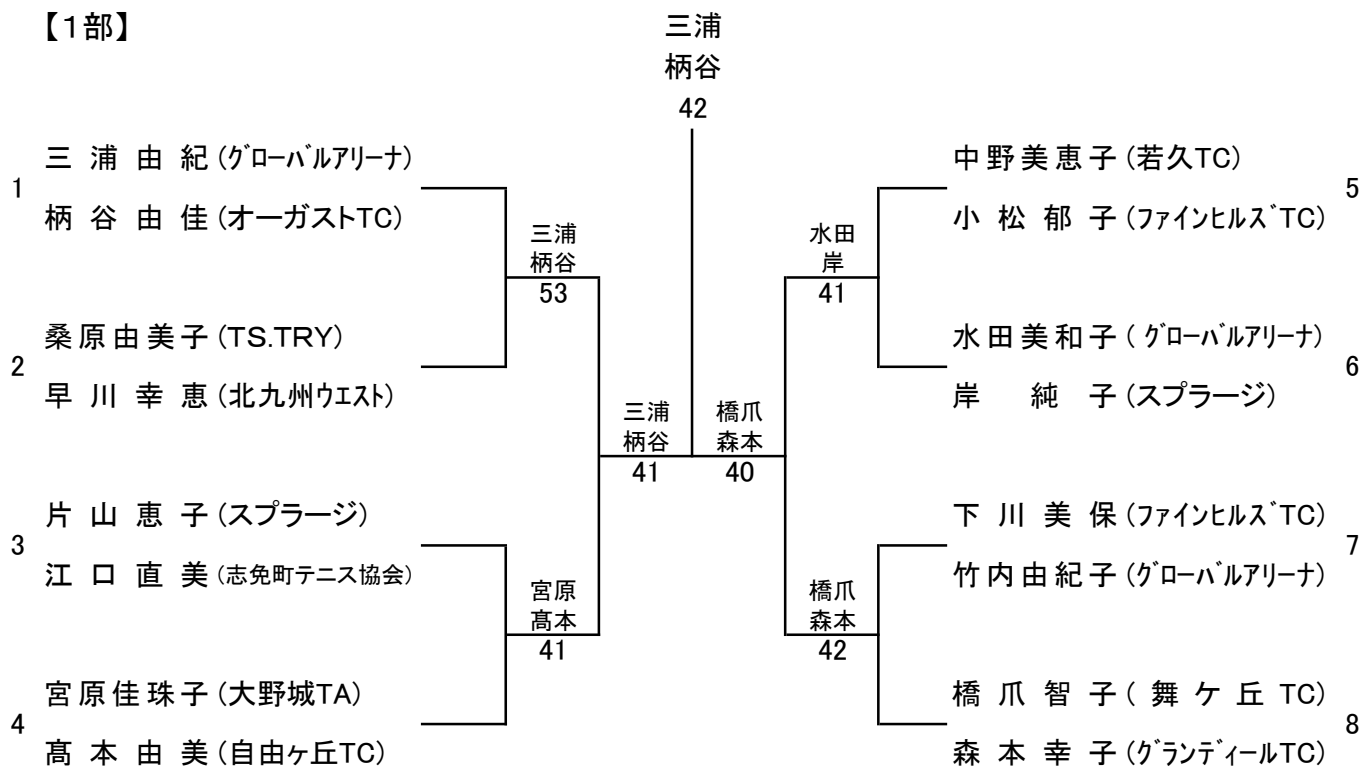 【1部】
三浦
柄谷
42
1
三浦由紀(グローバルアリーナ)
柄谷由佳(オーガストTC)
三浦
柄谷
53
2
桑原由美子(TS.TRY)
早川幸恵(北九州ウエスト)
三浦
柄谷
41
3
片山恵子(スプラージ)
江口直美(志免町テニス協会)
宮原
髙本
41
4
宮原佳珠子(大野城TA)
髙本由美(自由ヶ丘TC)
中野美恵子(若久TC)
5
小松郁子(ファインヒルズTC)
水田
岸
41
水田美和子(グローバルアリーナ)
6
岸純子(スプラージ)
橋爪
森本
40
下川美保(ファインヒルズTC)
7
竹内由紀子(グローバルアリーナ)
橋爪
森本
42
橋爪智子(舞ケ丘TC)
8
森本幸子(グランディールTC)